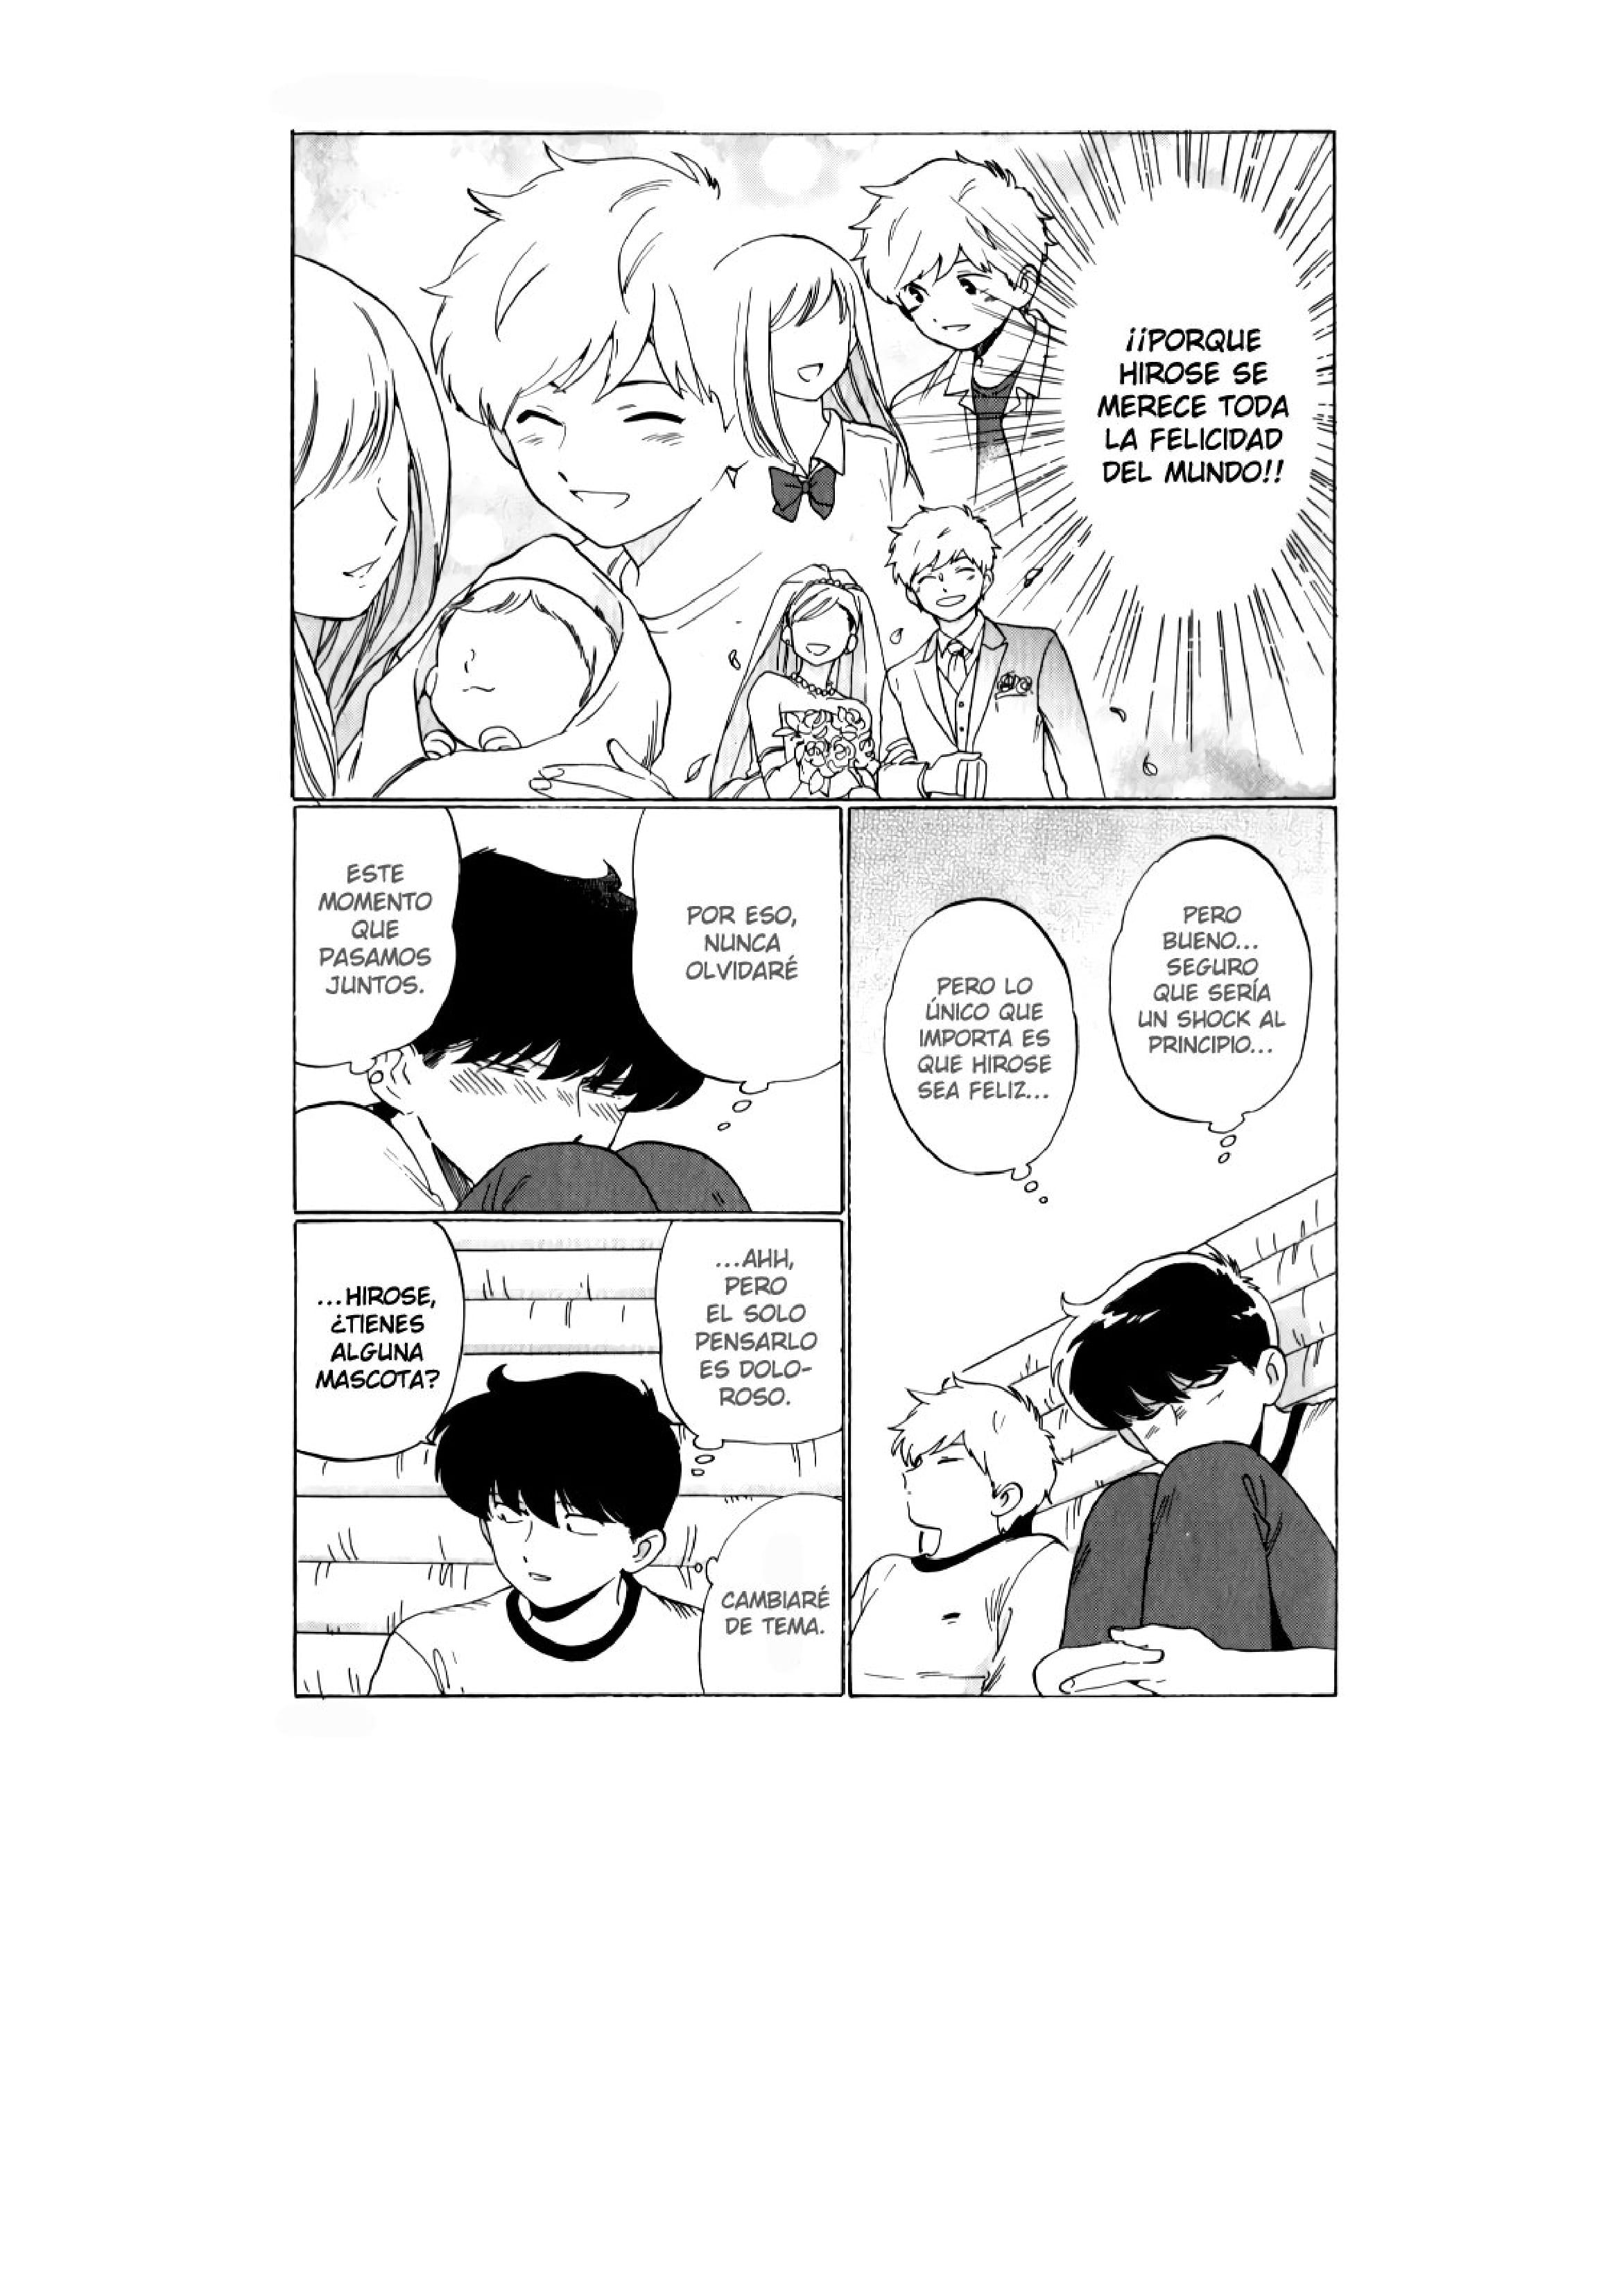 ¡¡PORQUE
HIROSE SE
MERECE TODA
LA FELICIDAD
DEL MUNDO!!
PERO
BUENO...
SEGURO
QUE SERÍA
UN SHOCK AL
PRINCIPIO...
PERO LO
ÚNICO QUE
IMPORTA ES
QUE HIROSE
SEA FELIZ...
POR ESO,
NUNCA
OLVIDARÉ
ESTE
MOMENTO
QUE
PASAMOS
JUNTOS.
...AHH,
PERO
EL SOLO
PENSARLO
ES DOLO-
ROSO.
CAMBIARÉ
DE TEMA.
...HIROSE,
¿TIENES
ALGUNA
MASCOTA?